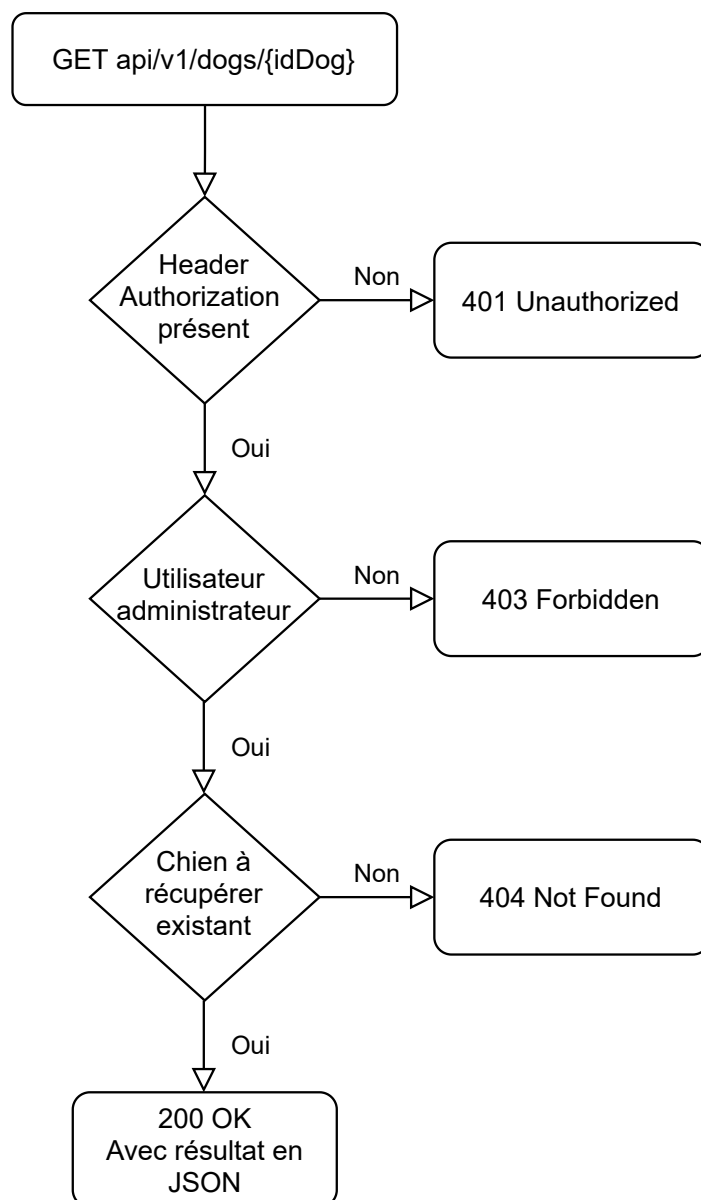 GET api/v1/dogs/{idDog}
Header
Authorization
présent
Non
401 Unauthorized
Oui
Utilisateur
administrateur
Non
403 Forbidden
Oui
Chien à
récupérer
existant
Non
404 Not Found
Oui
200 OK
Avec résultat en
JSON